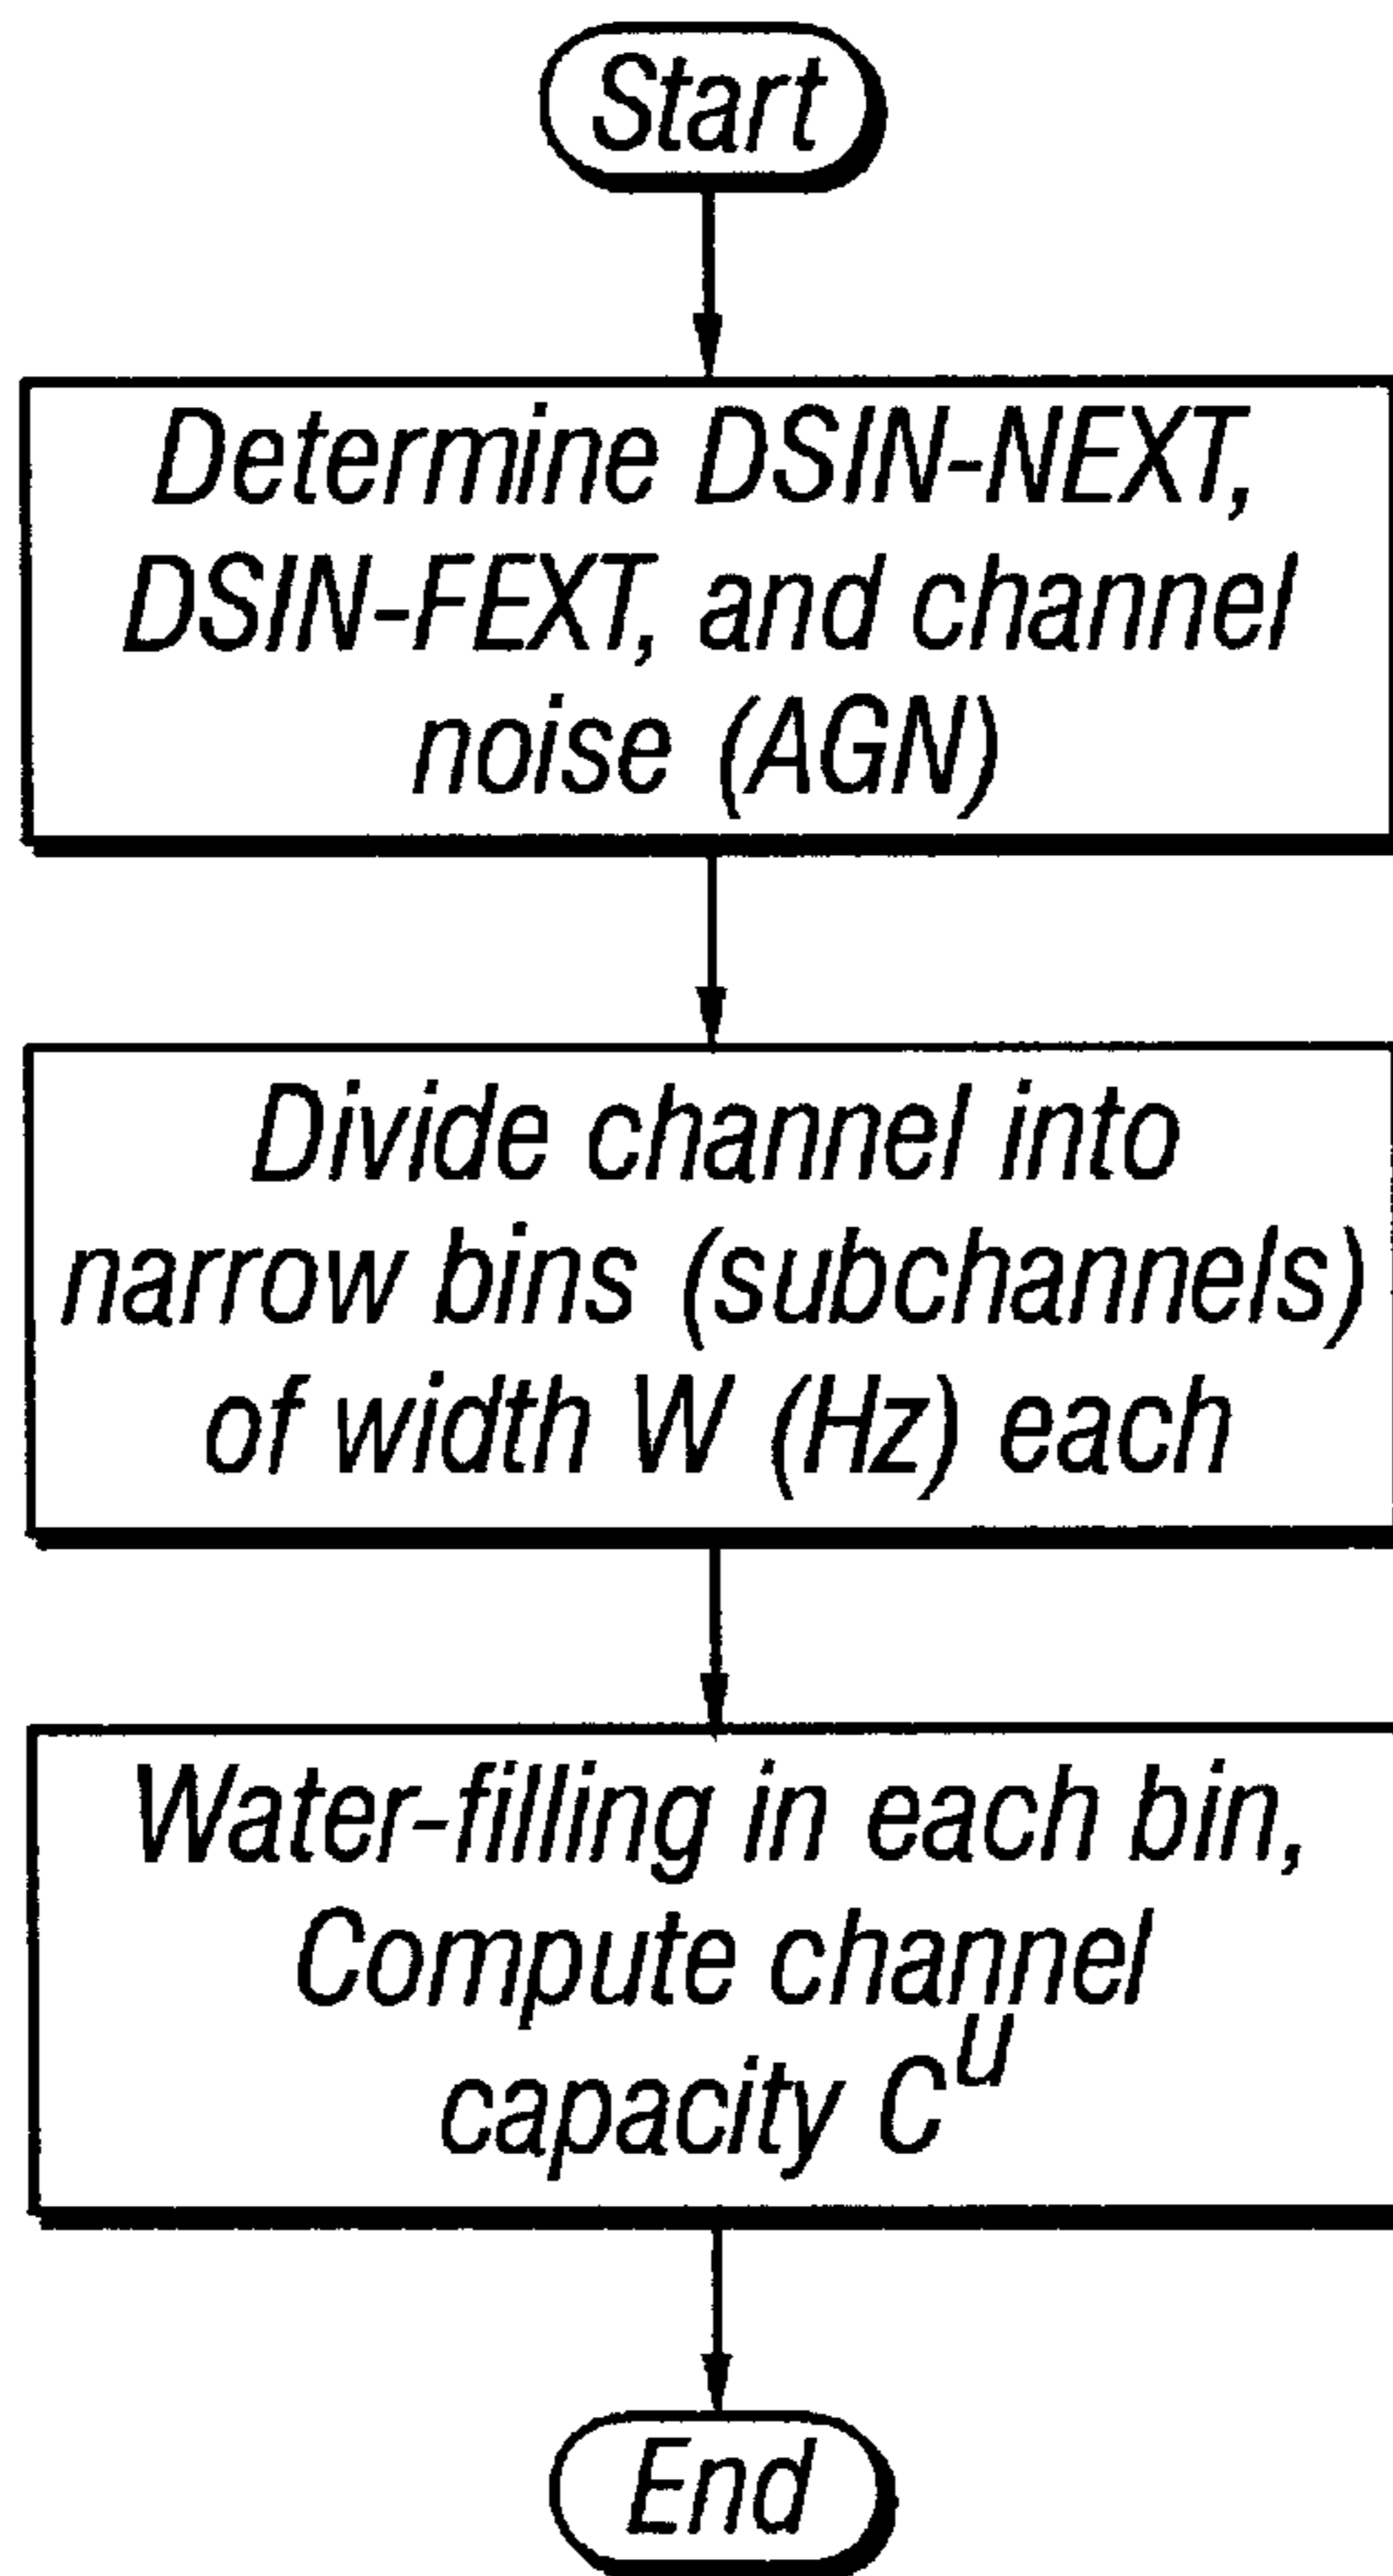 Start
Determine DSIN-NEXT,
DSIN-FEXT, and channel
noise (AGN)
Divide channel into
narrow bins (subchannels)
of width W (Hz) each
Water-filling in each bin,
Compute channel
capacity C^U
End